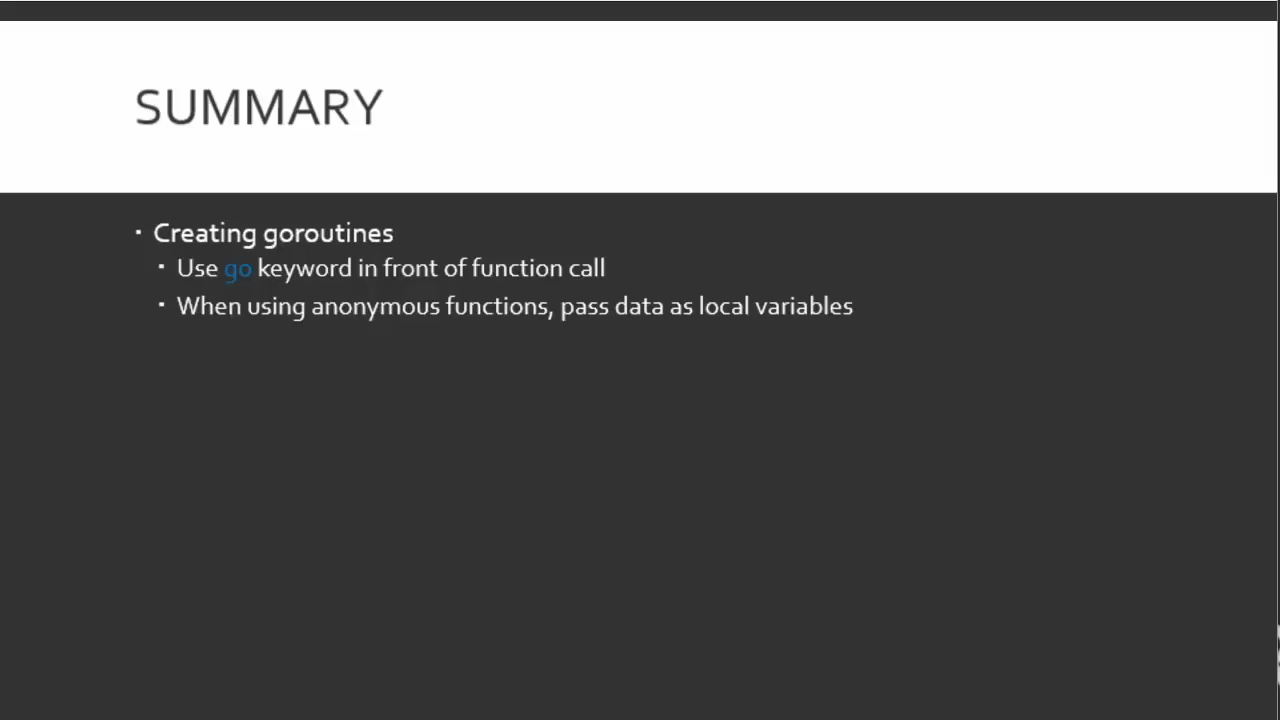 SUMMARY
▪ Creating goroutines
▪ Use go keyword in front of function call
▪ When using anonymous functions, pass data as local variables